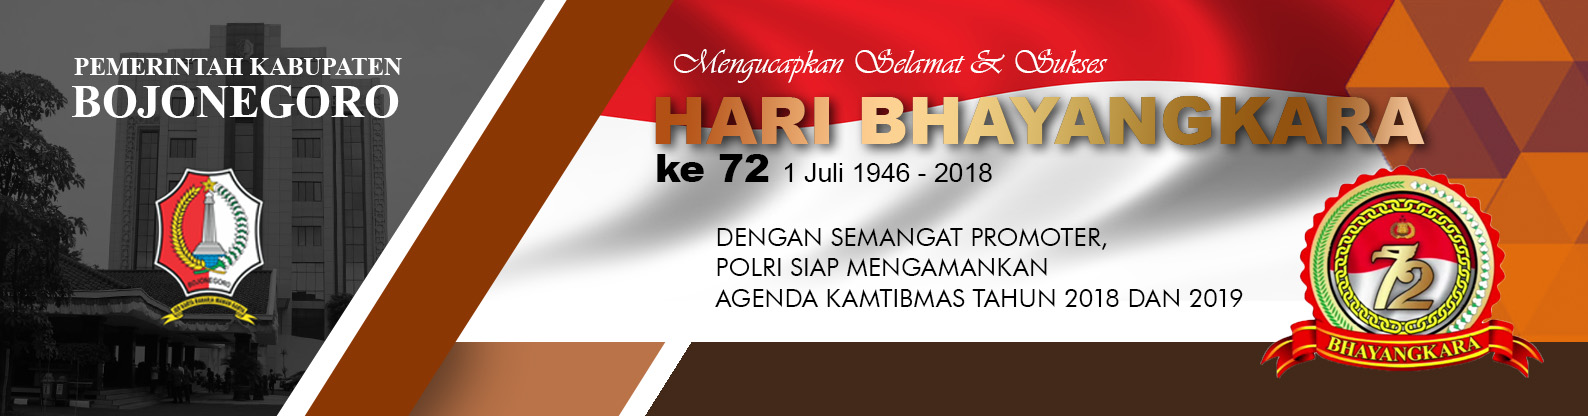 PEMERINTAH KABUPATEN
BOJONEGORO
BOJONEGORO
Mengucapkan Selamat & Sukses
HARI BHAYANGKARA
ke 72 1 Juli 1946 - 2018
DENGAN SEMANGAT PROMOTER,
POLRI SIAP MENGAMANKAN
AGENDA KAMTIBMAS TAHUN 2018 DAN 2019
72
BHAYANGKARA